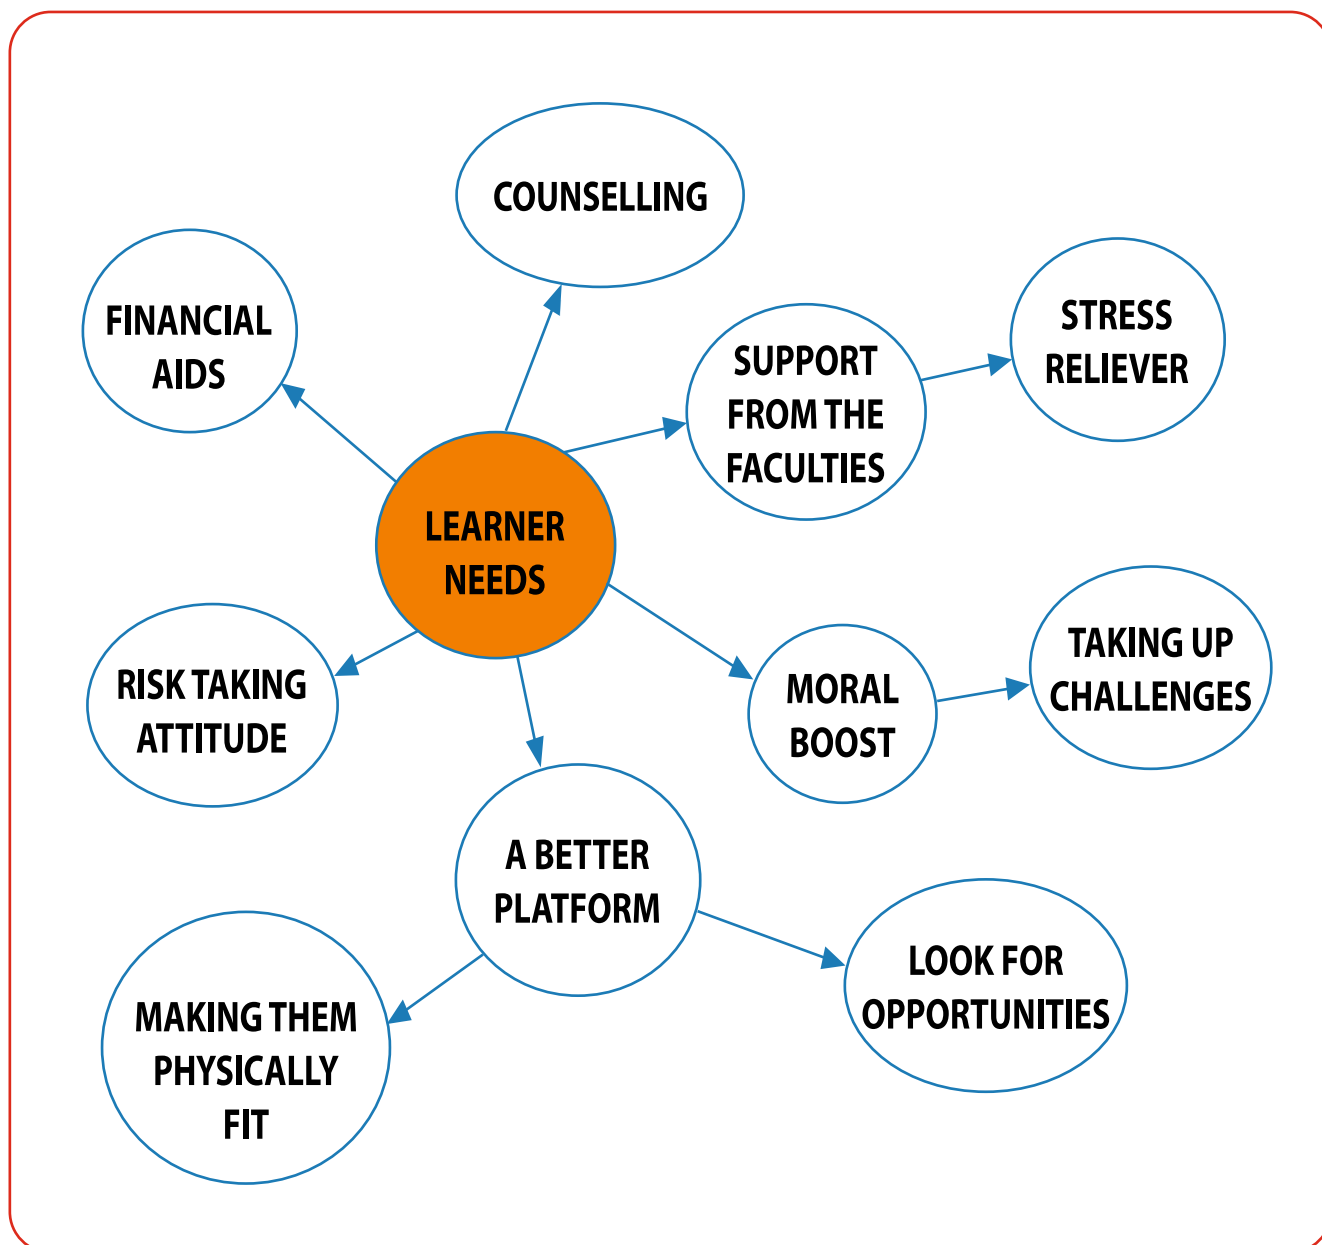 COUNSELLING
FINANCIAL
AIDS
STRESS
RELIEVER
SUPPORT
FROM THE
FACULTIES
LEARNER
NEEDS
RISK TAKING
ATTITUDE
MORAL
BOOST
TAKING UP
CHALLENGES
A BETTER
PLATFORM
LOOK FOR
OPPORTUNITIES
MAKING THEM
PHYSICALLY
FIT